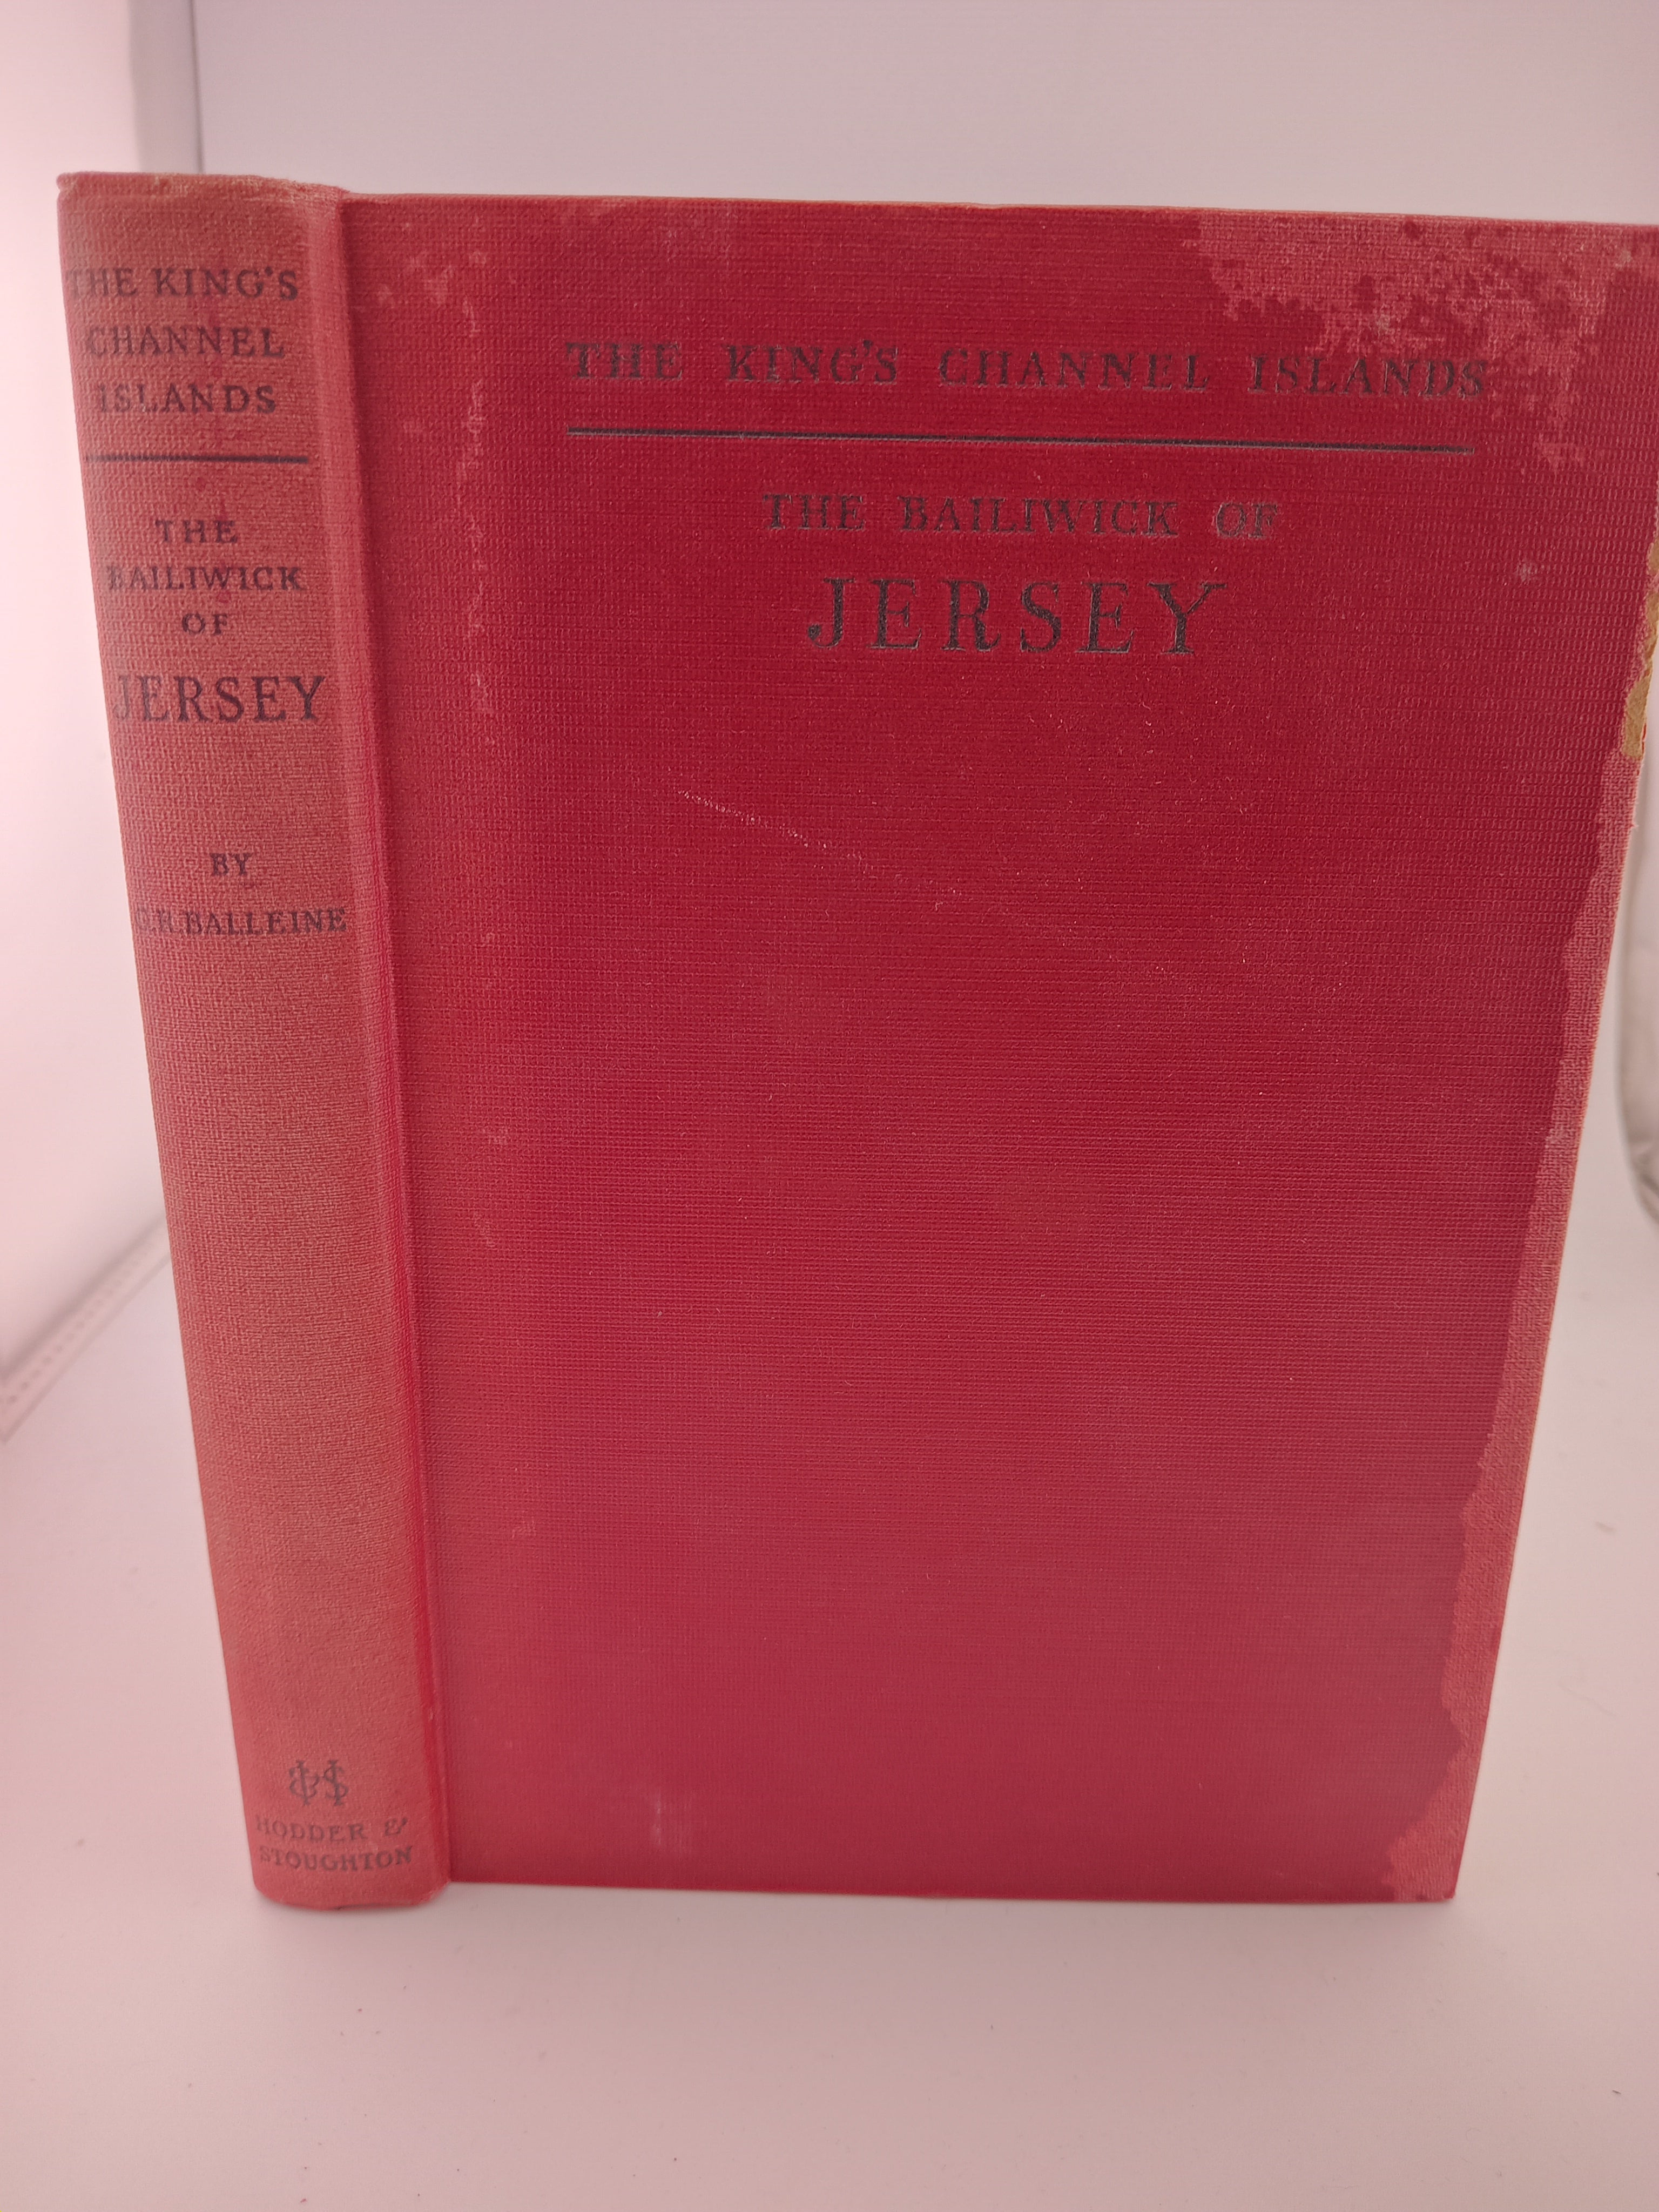 THE KING'S
CHANNEL
ISLANDS
THE
BAILIWICK
OF
JERSEY
BY
G.R.BALLEINE
HODDER &
STOUGHTON
THE KING'S CHANNEL ISLANDS
THE BAILIWICK OF
JERSEY